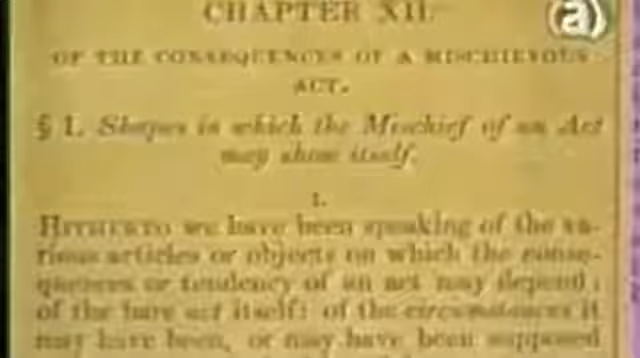 CHAPTER XII.
(a)
OF THE CONSEQUENCES OF A MISCHIEVOUS
ACT.
§ 1. Shapes in which the Mischief of an Act
may show itself.
I.
HITHERTO we have been speaking of the va-
rious articles or objects on which the conse-
quences or tendency of an act may depend:
of the bare act itself: of the circumstances it
may have been, or may have been supposed